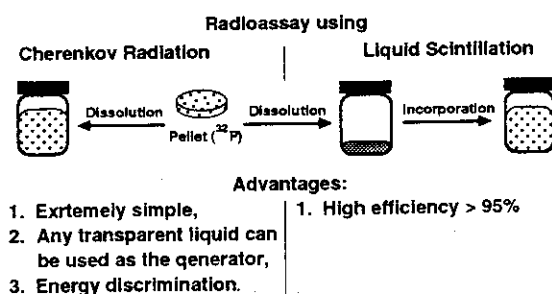 Radioassay using
Cherenkov Radiation
Liquid Scintillation
Dissolution
Dissolution
Incorporation
Pellet (³²P)
Advantages:
1. Exrtemely simple,
2. Any transparent liquid can
be used as the qenerator,
3. Energy discrimination.
1. High efficiency > 95%